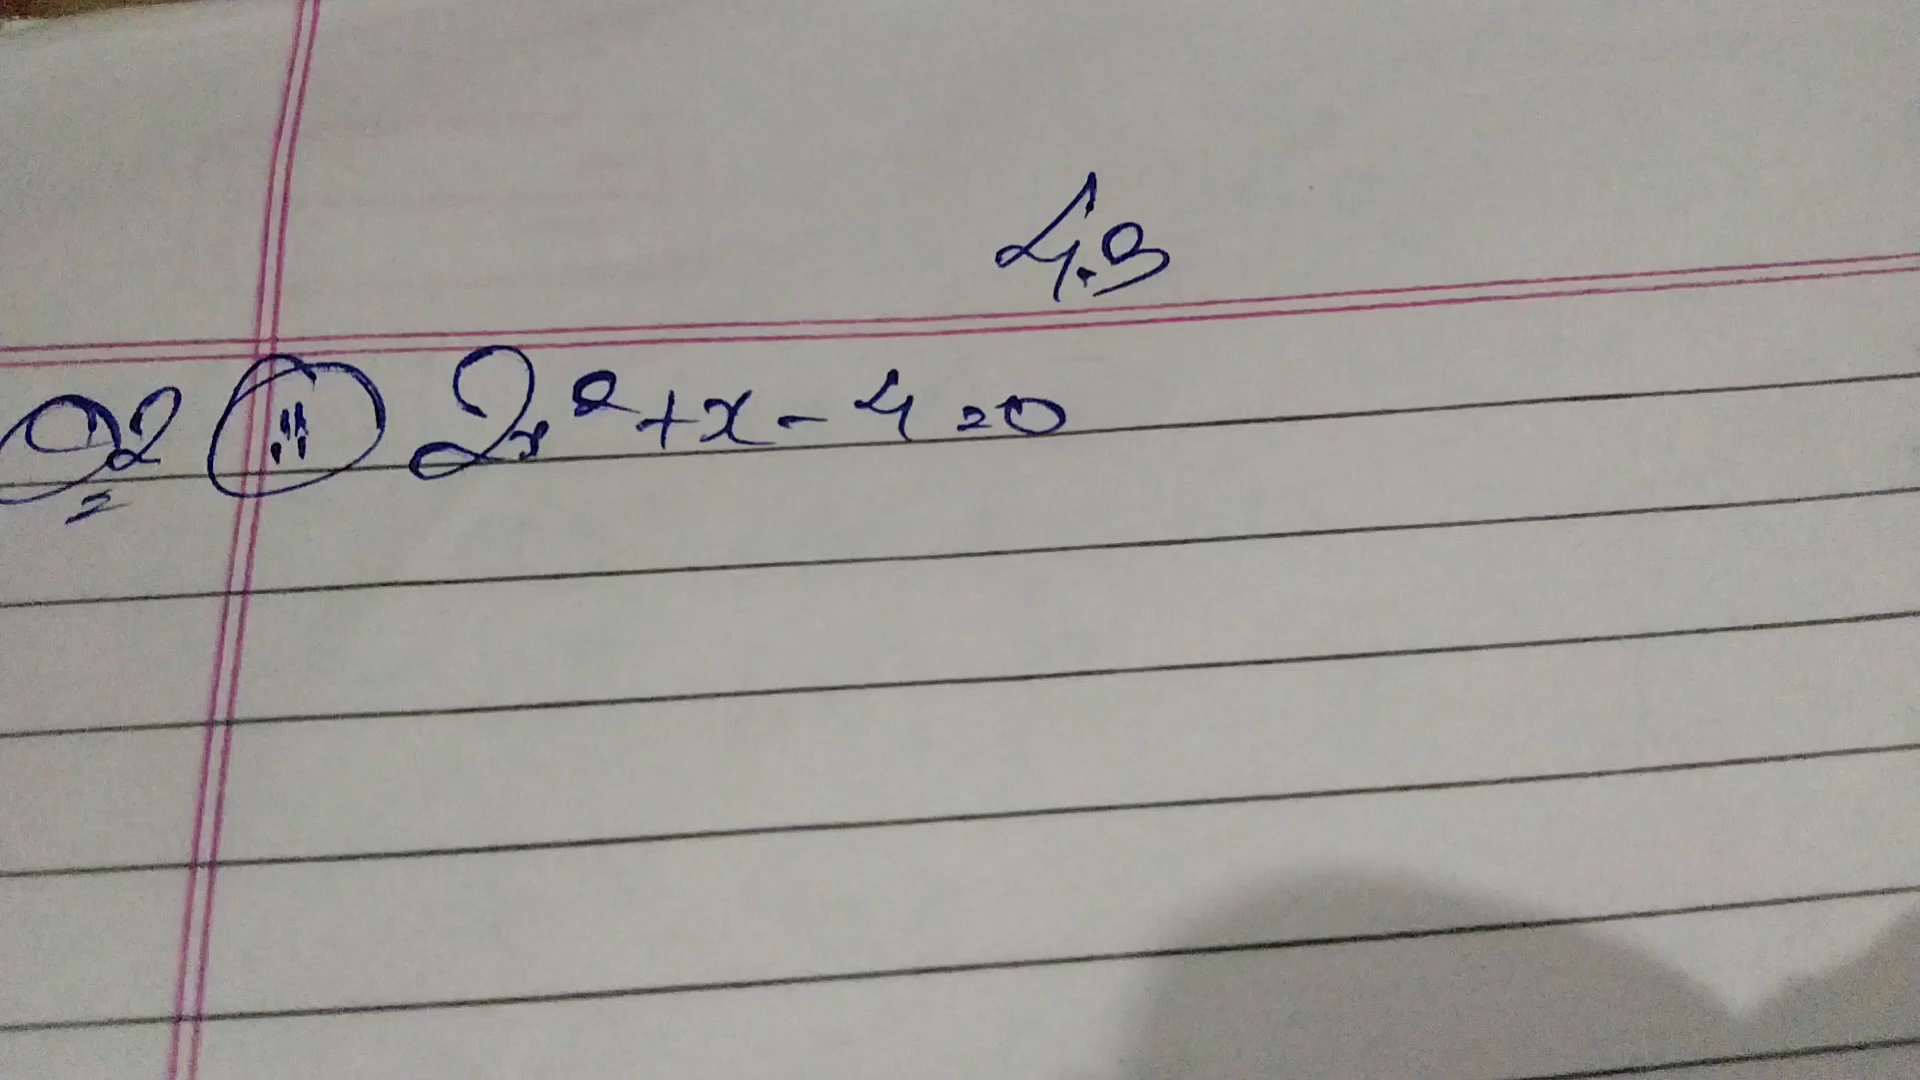 4.3
Q2 (ii) 2x² + x - 4 = 0